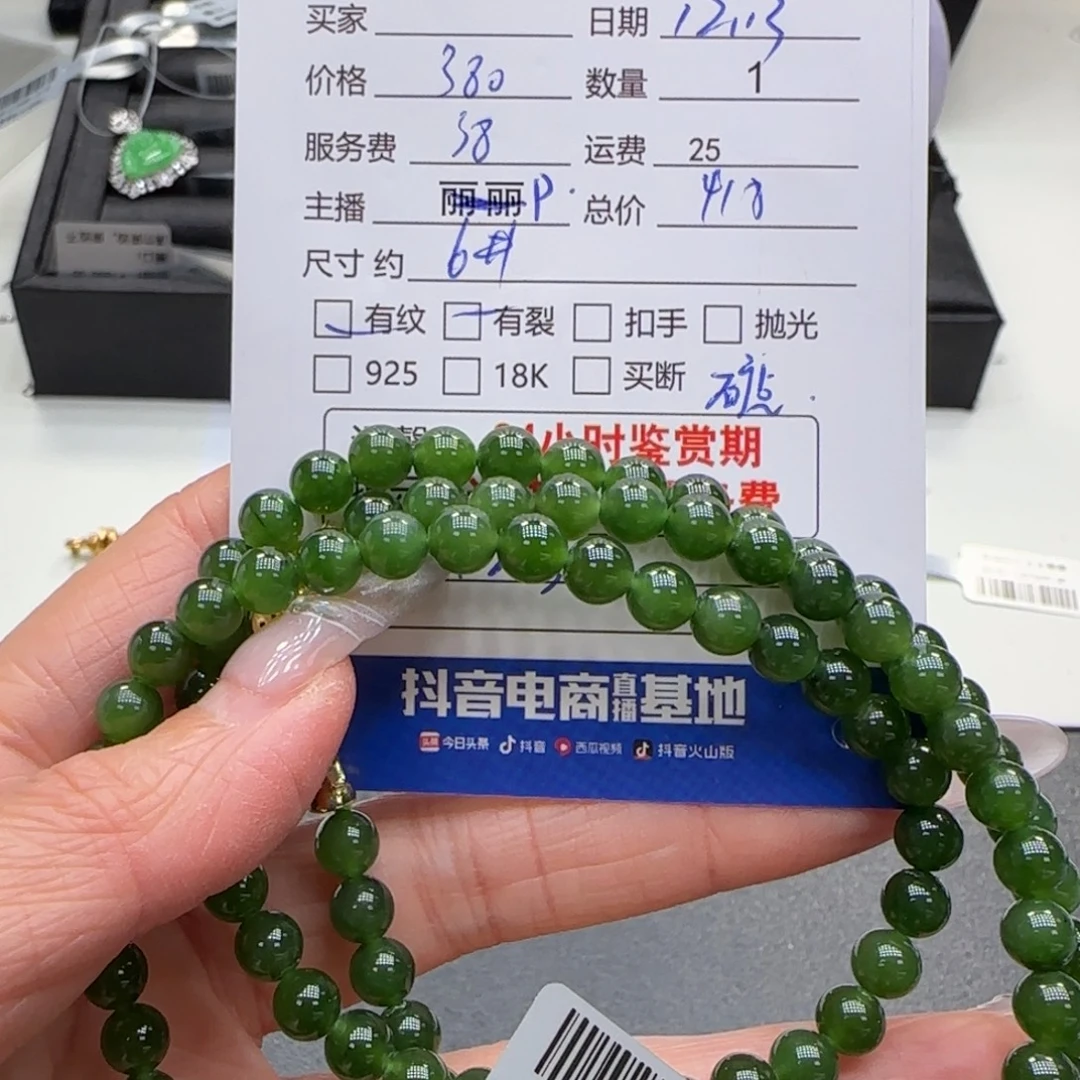 买家 日期 12.13
价格 380 数量 1
服务费 38 运费 25
主播 丽丽 P. 总价 418
尺寸 约 6#
有纹 有裂 扣手 抛光
925 18K 买断
小时鉴赏期
费
抖音电商直播基地
今日头条 抖音 西瓜视频 抖音火山版